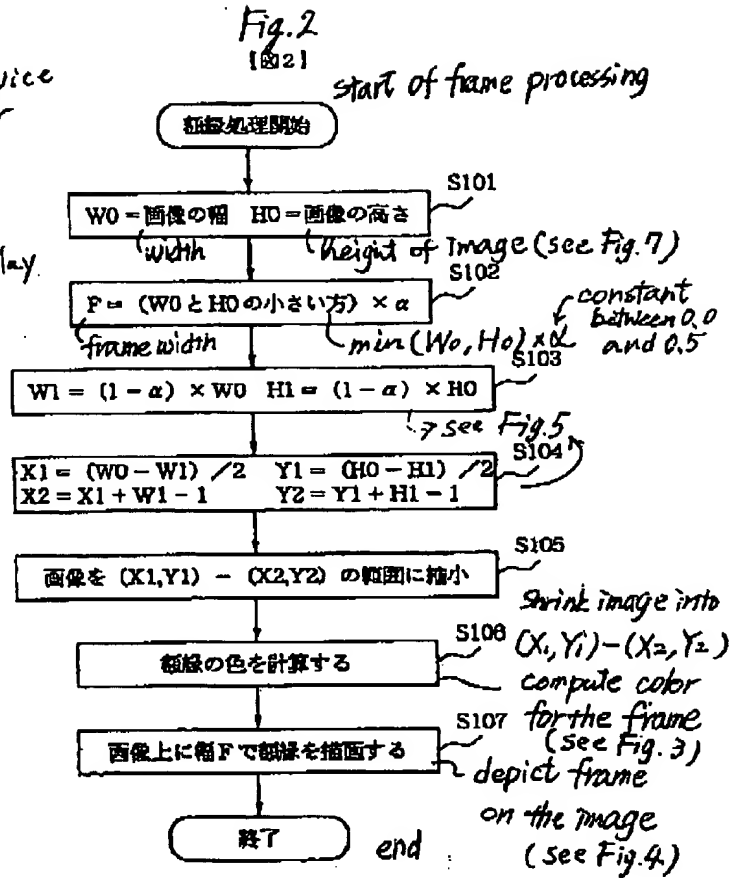 Fig.2
【図2】
vice
start of frame processing
額縁処理開始
S101
W0=画像の幅 H0=画像の高さ
width
height of image (see Fig.7)
lay
S102
F=（W0とH0の小さい方）×α
constant
between 0.0
and 0.5
frame width
min(W0, H0)×α
S103
W1=（1-α）×W0 H1=（1-α）×H0
see Fig.5
S104
X1=（W0-W1）／2 Y1=（H0-H1）／2
X2=X1+W1-1 Y2=Y1+H1-1
S105
画像を（X1,Y1）-（X2,Y2）の範囲に縮小
shrink image into
(X1,Y1)-(X2,Y2)
S106
額縁の色を計算する
compute color
for the frame
(see Fig. 3)
S107
画像上に幅Fで額縁を描画する
depict frame
on the image
(see Fig.4)
終了
end